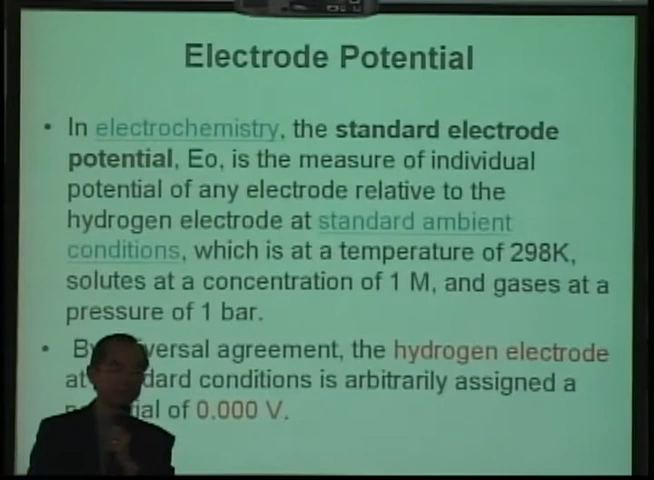 Electrode Potential
• In electrochemistry, the standard electrode
potential, Eo, is the measure of individual
potential of any electrode relative to the
hydrogen electrode at standard ambient
conditions, which is at a temperature of 298K,
solutes at a concentration of 1 M, and gases at a
pressure of 1 bar.
• By versal agreement, the hydrogen electrode
at dard conditions is arbitrarily assigned a
ial of 0.000 V.